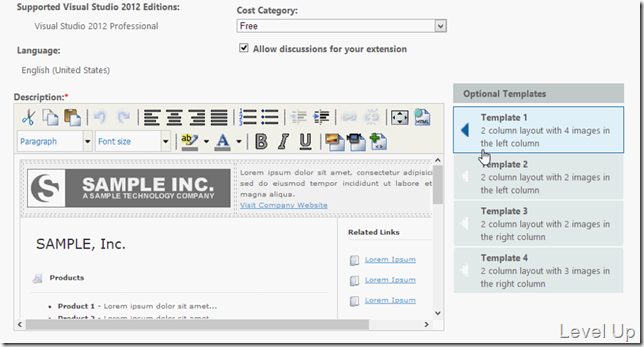 Supported Visual Studio 2012 Editions:
Visual Studio 2012 Professional
Cost Category:
Free
Language:
Allow discussions for your extension
English (United States)
Description:*
Optional Templates
Template 1
2 column layout with 4 images in
the left column
Template 2
2 column layout with 2 images in
the left column
Template 3
2 column layout with 2 images in
the right column
Template 4
2 column layout with 3 images in
the right column
HTML
Paragraph
Font size
ab
A
B
I
U
S
SAMPLE INC.
A SAMPLE TECHNOLOGY COMPANY
Lorem ipsum dolor sit amet, consectetur adipisici
sed do eiusmod tempor incididunt ut labore et
magna aliqua.
Visit Company Website
SAMPLE, Inc.
Products
Product 1 - Lorem ipsum dolor sit amet...
Product 2 - Lorem ipsum dolor sit amet
Related Links
Lorem Ipsum
Lorem Ipsum
Lorem Ipsum
Level Up